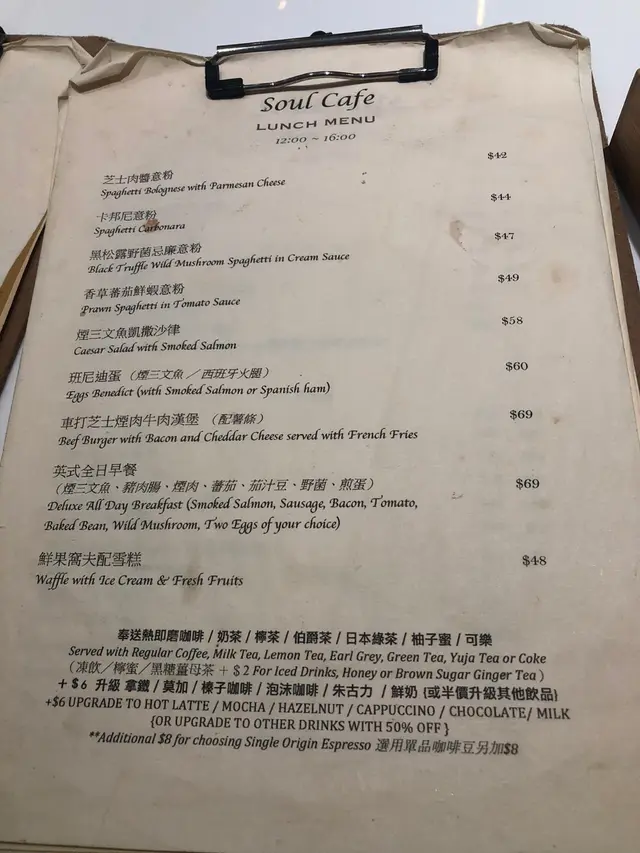 Soul Cafe
LUNCH MENU
12:00 ~ 16:00
芝士肉醬意粉 $42
Spaghetti Bolognese with Parmesan Cheese
卡邦尼意粉 $44
Spaghetti Carbonara
黑松露野菌忌廉意粉 $47
Black Truffle Wild Mushroom Spaghetti in Cream Sauce
香草蕃茄鮮蝦意粉 $49
Prawn Spaghetti in Tomato Sauce
煙三文魚凱撒沙律 $58
Caesar Salad with Smoked Salmon
班尼迪蛋 （煙三文魚 / 西班牙火腿） $60
Eggs Benedict (with Smoked Salmon or Spanish ham)
車打芝士煙肉牛肉漢堡 （配薯條） $69
Beef Burger with Bacon and Cheddar Cheese served with French Fries
英式全日早餐
（煙三文魚、豬肉腸、煙肉、蕃茄、茄汁豆、野菌、煎蛋） $69
Deluxe All Day Breakfast (Smoked Salmon, Sausage, Bacon, Tomato,
Baked Bean, Wild Mushroom, Two Eggs of your choice)
鮮果窩夫配雪糕 $48
Waffle with Ice Cream & Fresh Fruits
奉送熱即磨咖啡 / 奶茶 / 檸茶 / 伯爵茶 / 日本綠茶 / 柚子蜜 / 可樂
Served with Regular Coffee, Milk Tea, Lemon Tea, Earl Grey, Green Tea, Yuja Tea or Coke
（凍飲／檸蜜／黑糖薑母茶 + $2 For Iced Drinks, Honey or Brown Sugar Ginger Tea）
+ $6 升級 拿鐵 / 莫加 / 榛子咖啡 / 泡沫咖啡 / 朱古力 / 鮮奶 {或半價升級其他飲品}
+$6 UPGRADE TO HOT LATTE / MOCHA / HAZELNUT / CAPPUCCINO / CHOCOLATE/ MILK
{OR UPGRADE TO OTHER DRINKS WITH 50% OFF }
**Additional $8 for choosing Single Origin Espresso 選用單品咖啡豆另加$8